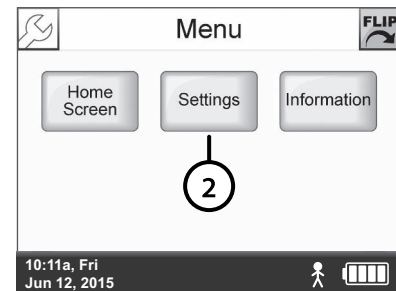 Menu
FLIP
Home
Screen
Settings
Information
2
10:11a, Fri
Jun 12, 2015